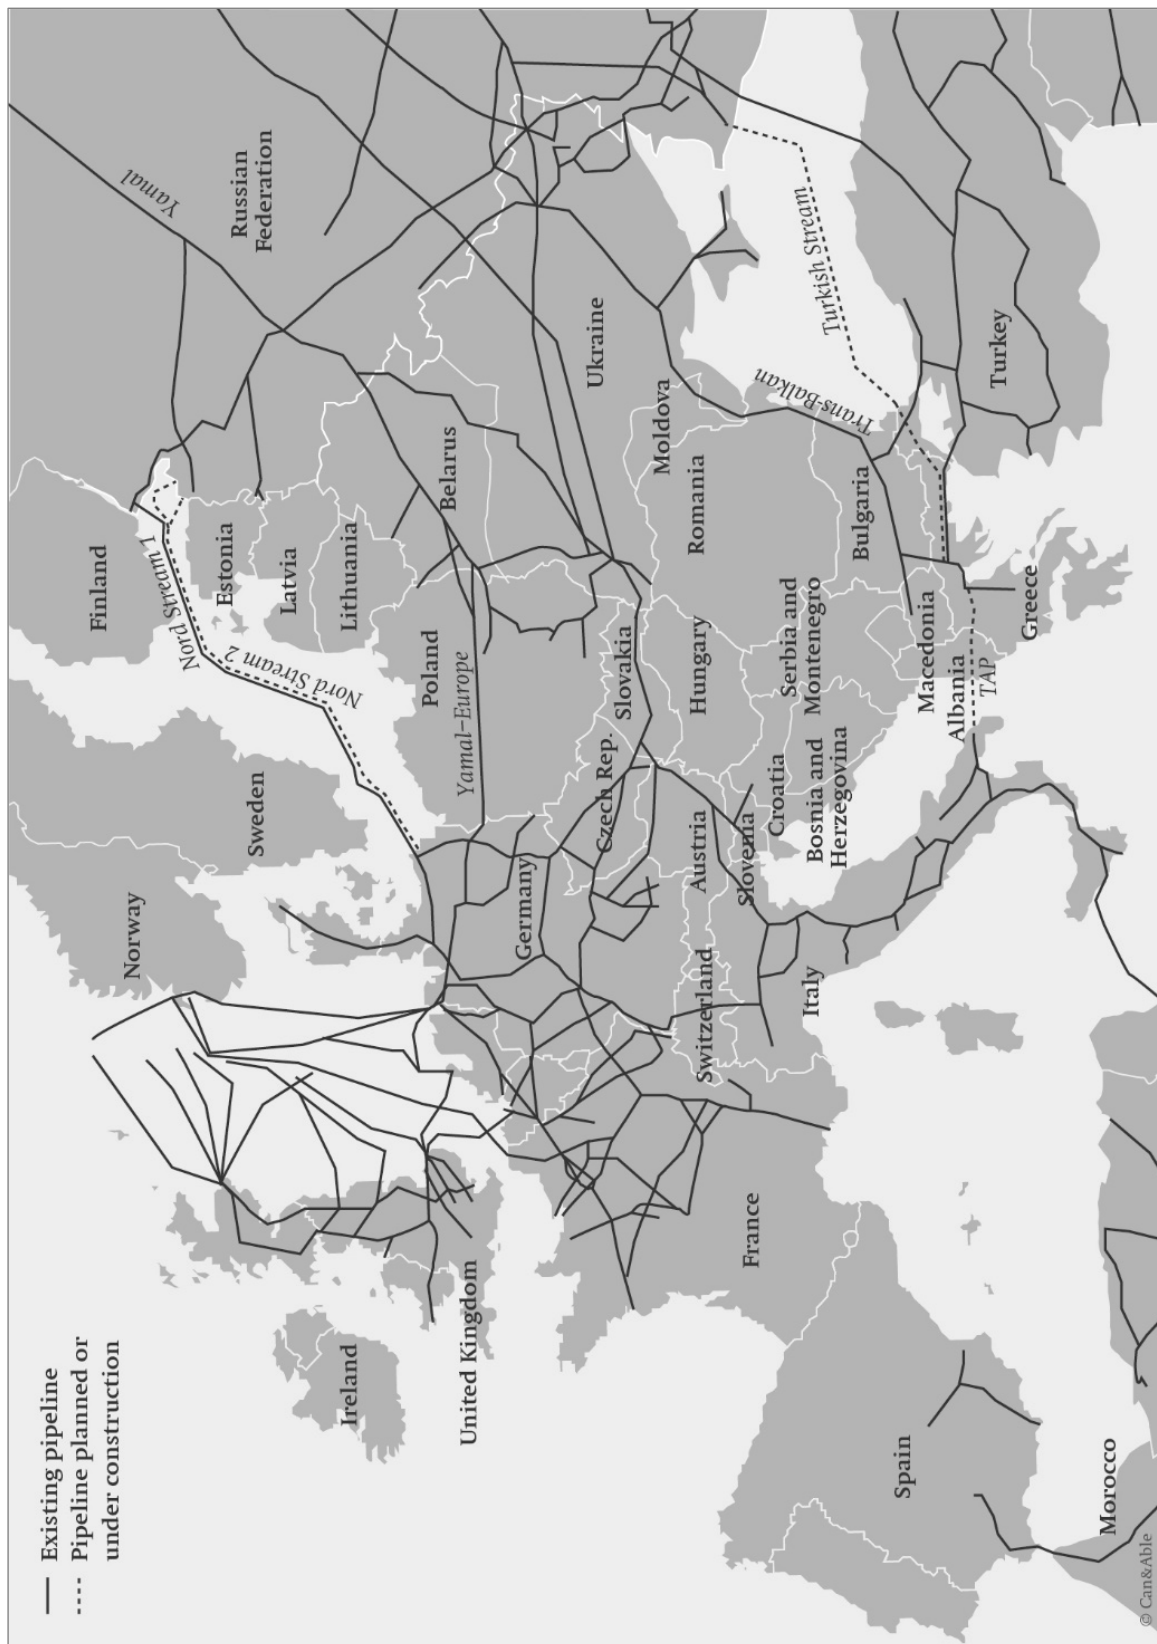 Existing pipeline
Pipeline planned or
under construction
Norway
Sweden
Finland
Russian
Federation
Yamal
Nord Stream 1
Nord Stream 2
Estonia
Latvia
Lithuania
Ireland
United Kingdom
Poland
Belarus
Yamal–Europe
Germany
Czech Rep.
Slovakia
Ukraine
France
Switzerland
Austria
Slovenia
Hungary
Romania
Moldova
Italy
Croatia
Bosnia and
Herzegovina
Serbia and
Montenegro
Bulgaria
Trans-Balkan
Turkish Stream
Spain
Albania
Macedonia
TAP
Greece
Turkey
Morocco
© Can&Able